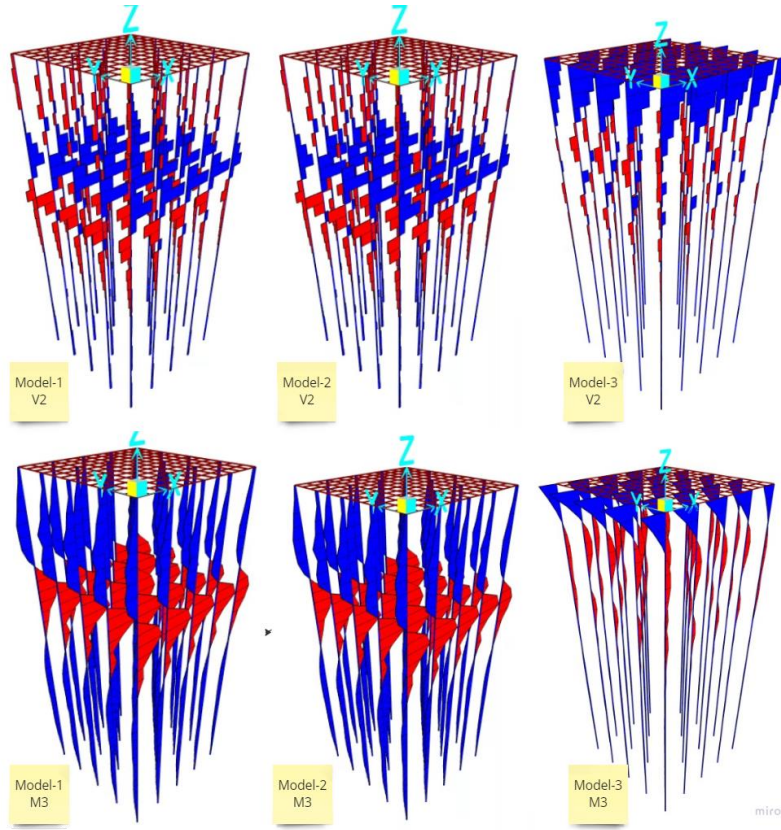 Z
Y X
Z
Y X
Z
Y X
Model-1
V2
Model-2
V2
Model-3
V2
Z
Y X
Z
Y X
Z
Y X
Model-1
M3
Model-2
M3
Model-3
M3
miro